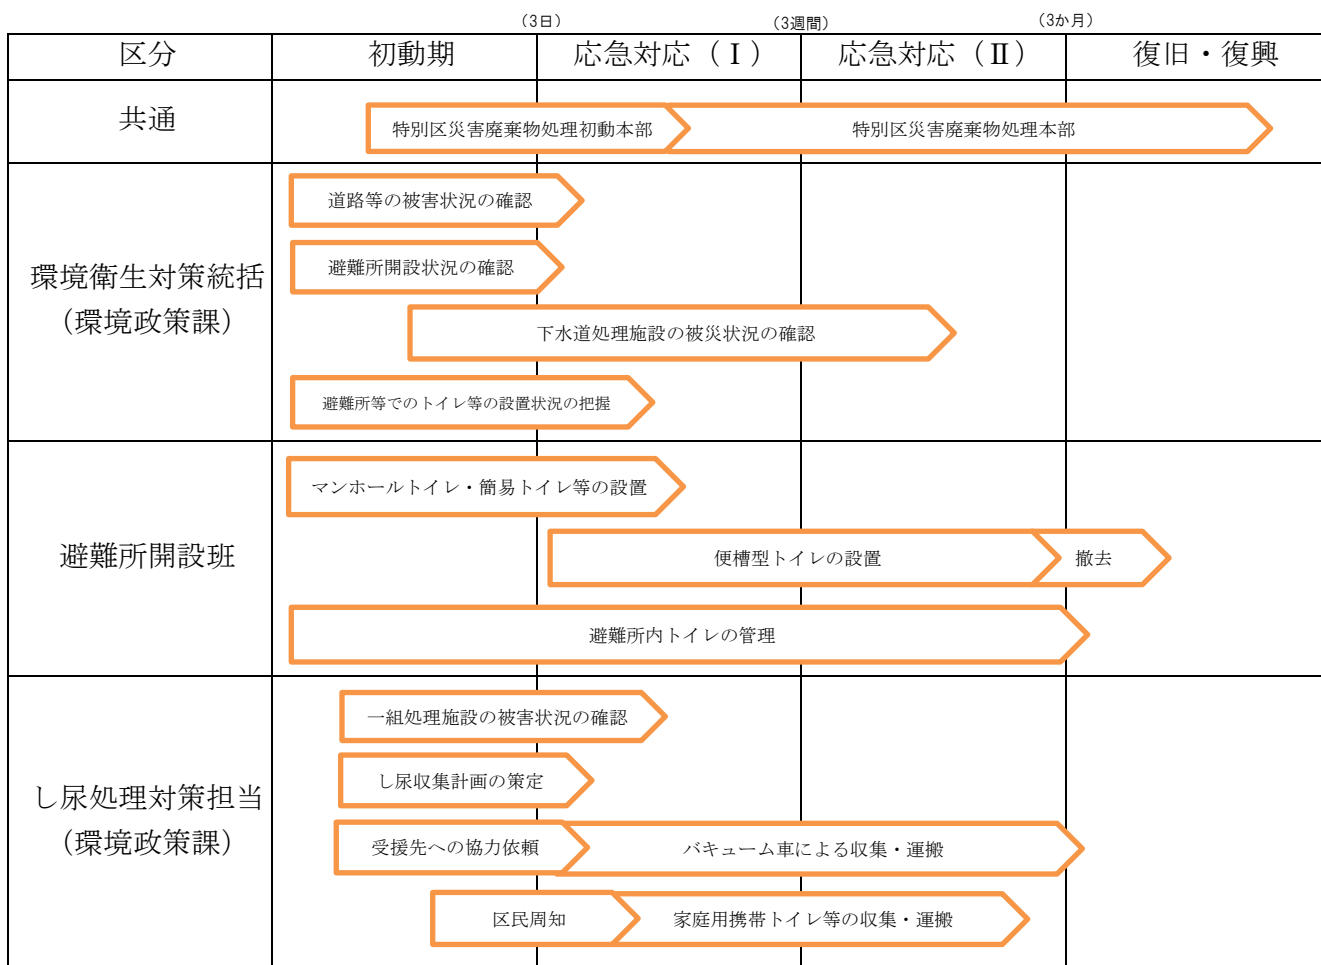 (3日)
(3週間)
(3か月)
区分
初動期
応急対応（Ⅰ）
応急対応（Ⅱ）
復旧・復興
共通
特別区災害廃棄物処理初動本部
特別区災害廃棄物処理本部
環境衛生対策統括
（環境政策課）
道路等の被害状況の確認
避難所開設状況の確認
下水道処理施設の被災状況の確認
避難所等でのトイレ等の設置状況の把握
避難所開設班
マンホールトイレ・簡易トイレ等の設置
便槽型トイレの設置
撤去
避難所内トイレの管理
し尿処理対策担当
（環境政策課）
一組処理施設の被害状況の確認
し尿収集計画の策定
受援先への協力依頼
バキューム車による収集・運搬
区民周知
家庭用携帯トイレ等の収集・運搬